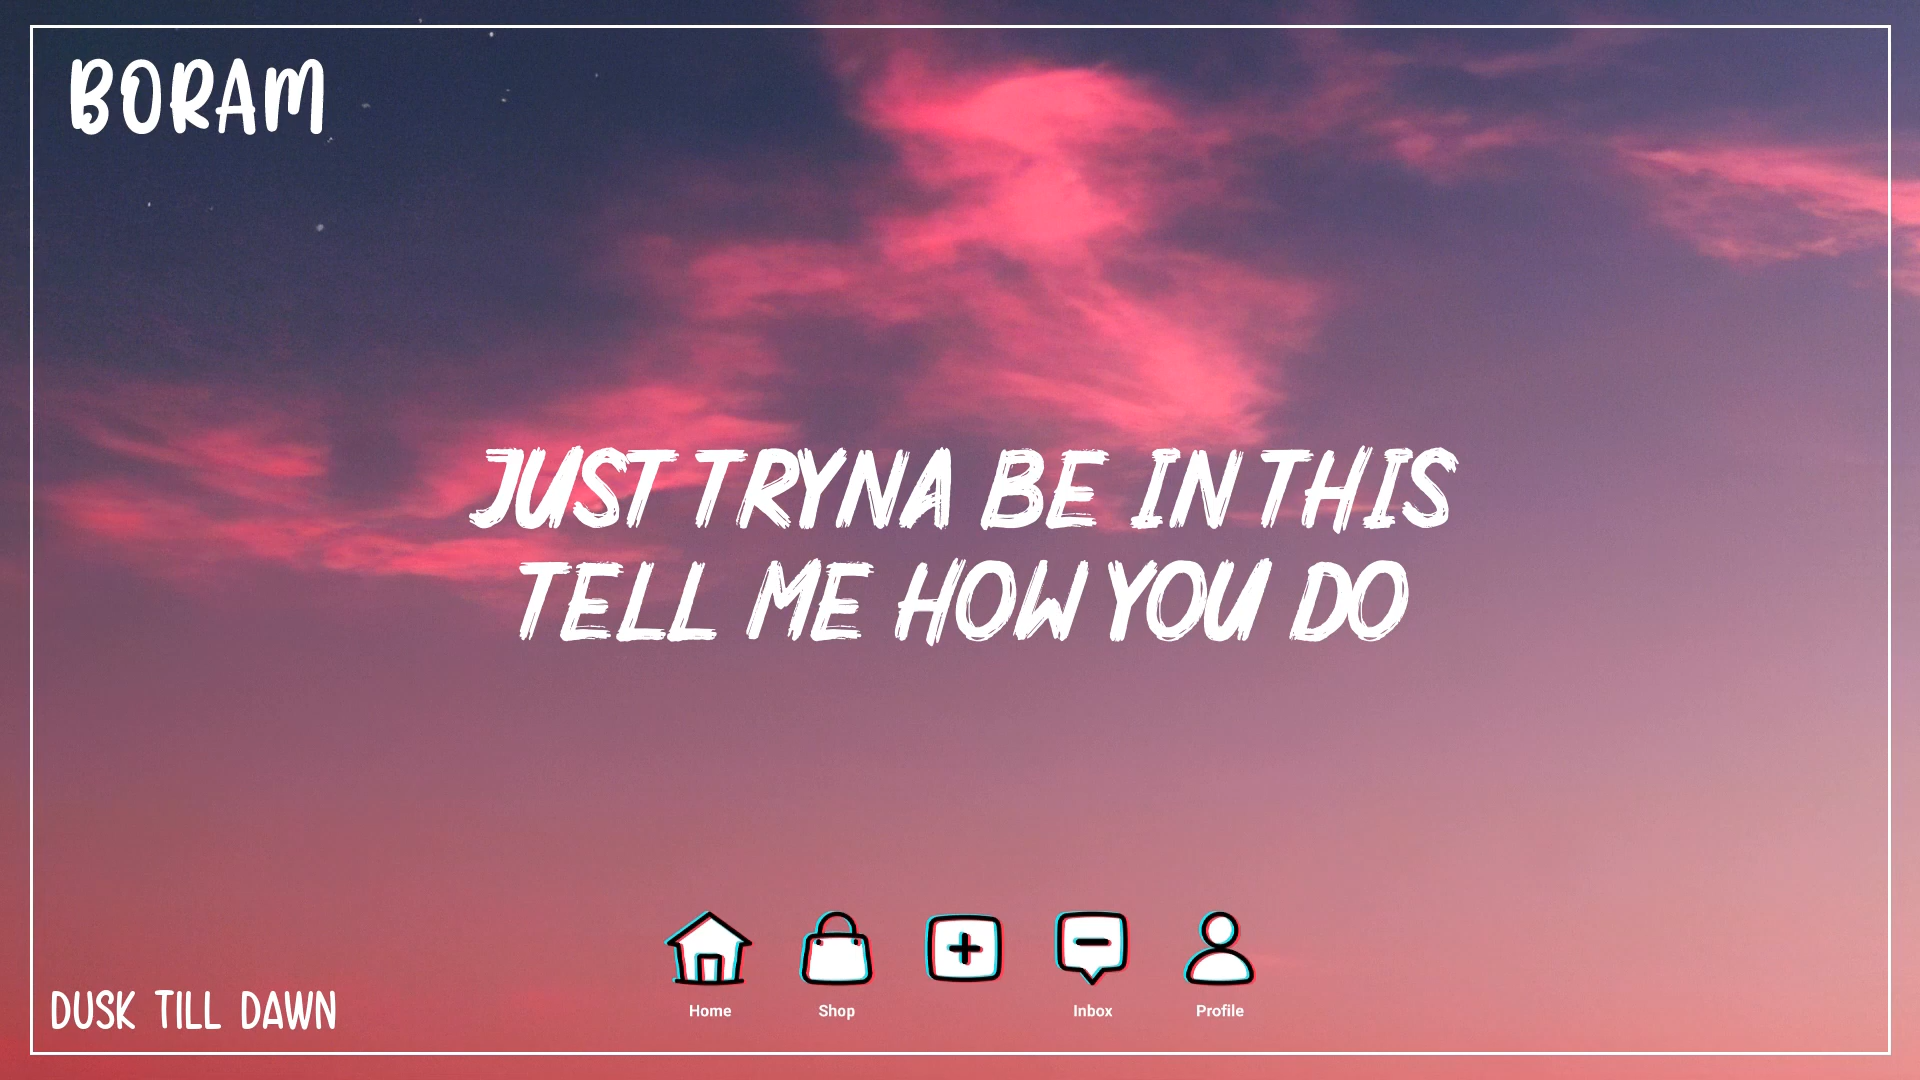 BORAM
JUST TRYNA BE IN THIS
TELL ME HOW YOU DO
Home
Shop
Inbox
Profile
DUSK TILL DAWN